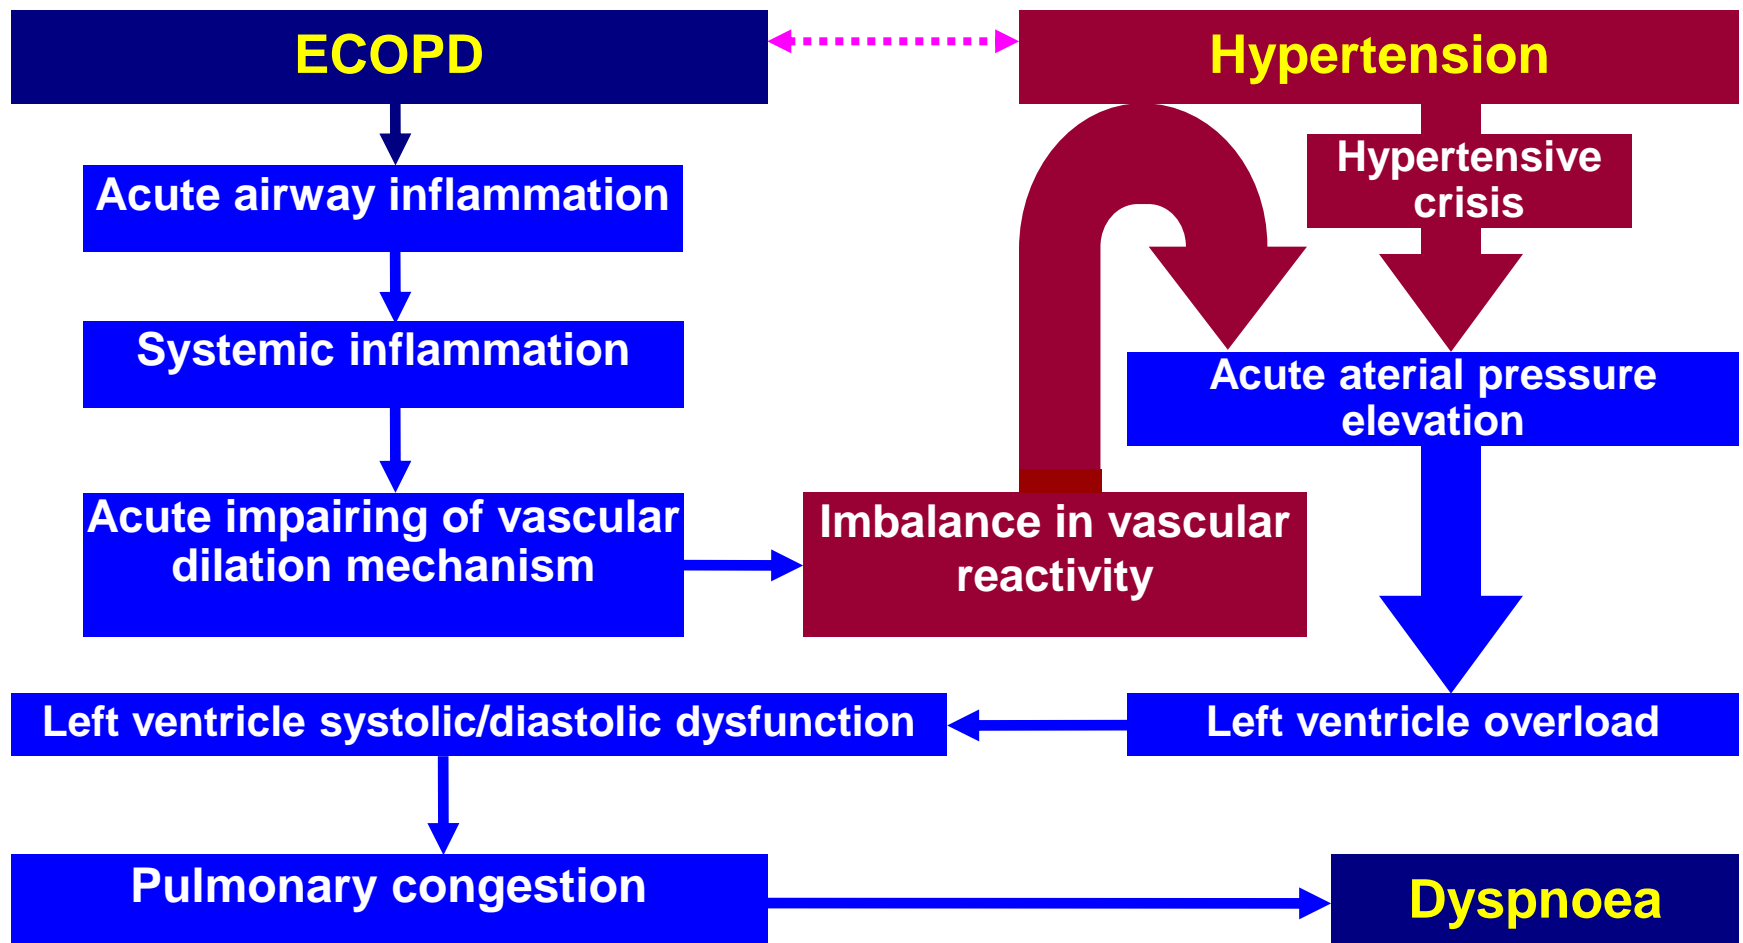 ECOPD
Hypertension
Hypertensive
crisis
Acute airway inflammation
Systemic inflammation
Acute aterial pressure
elevation
Acute impairing of vascular
dilation mechanism
Imbalance in vascular
reactivity
Left ventricle systolic/diastolic dysfunction
Left ventricle overload
Pulmonary congestion
Dyspnoea